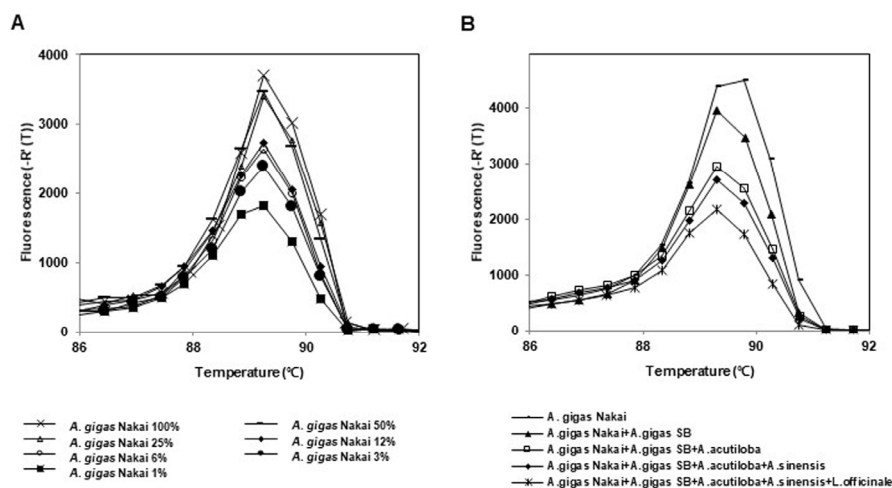 A
B
4000
3000
2000
1000
0
Fluorescence (-R' (T))
86
88
90
92
Temperature (℃)
4000
3000
2000
1000
0
Fluorescence (-R' (T))
86
88
90
92
Temperature (℃)
A. gigas Nakai 100%
A. gigas Nakai 50%
A. gigas Nakai 25%
A. gigas Nakai 12%
A. gigas Nakai 6%
A. gigas Nakai 3%
A. gigas Nakai 1%
A. gigas Nakai
A.gigas Nakai+A.gigas SB
A.gigas Nakai+A.gigas SB+A.acutiloba
A.gigas Nakai+A.gigas SB+A.acutiloba+A.sinensis
A.gigas Nakai+A.gigas SB+A.acutiloba+A.sinensis+L.officinale